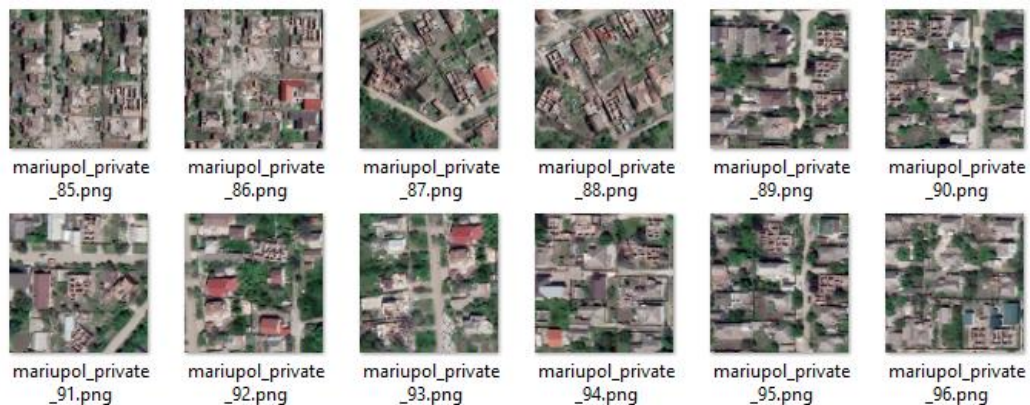 mariupol_private
_85.png
mariupol_private
_86.png
mariupol_private
_87.png
mariupol_private
_88.png
mariupol_private
_89.png
mariupol_private
_90.png
mariupol_private
_91.png
mariupol_private
_92.png
mariupol_private
_93.png
mariupol_private
_94.png
mariupol_private
_95.png
mariupol_private
_96.png